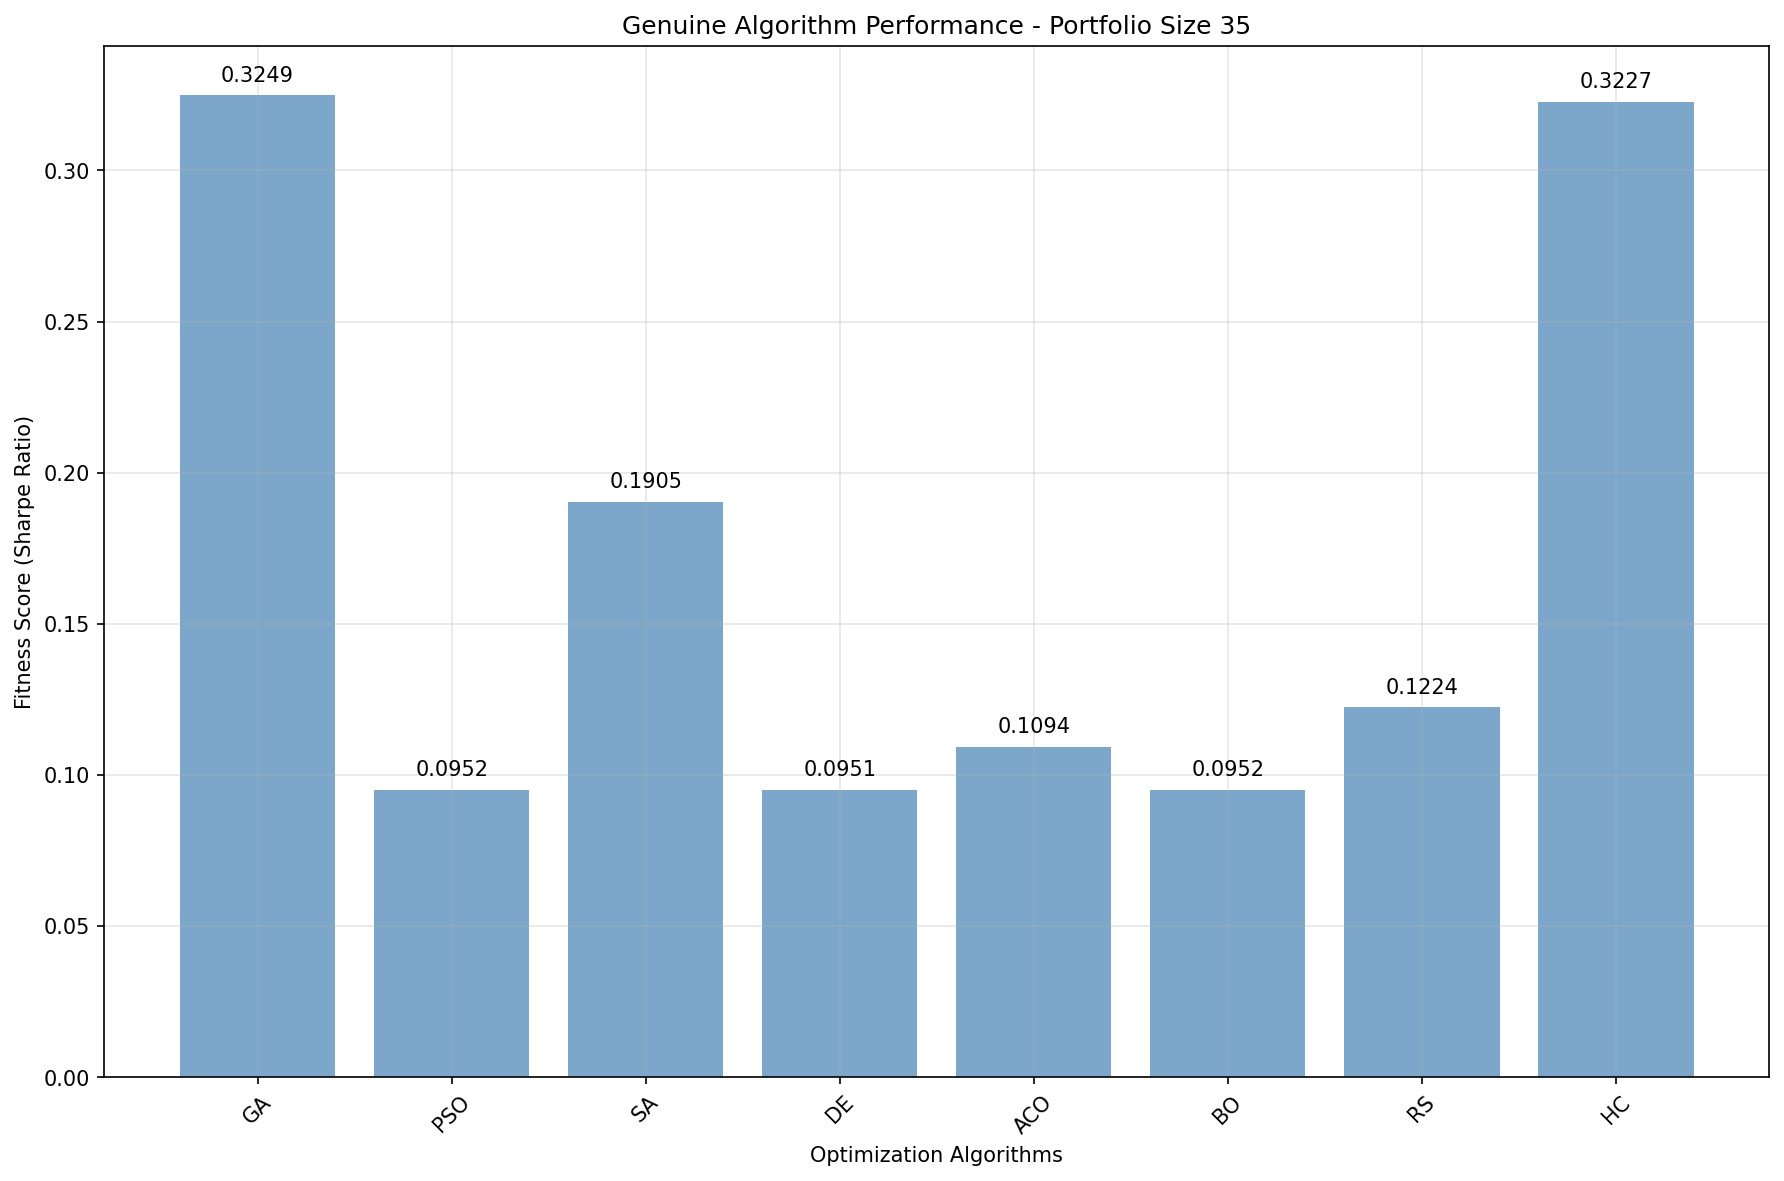 Genuine Algorithm Performance - Portfolio Size 35
0.3249
0.3227
0.30
0.25
Fitness Score (Sharpe Ratio)
0.20
0.1905
0.15
0.1224
0.1094
0.10
0.0952
0.0951
0.0952
0.05
0.00
GA
PSO
SA
DE
ACO
BO
RS
HC
Optimization Algorithms